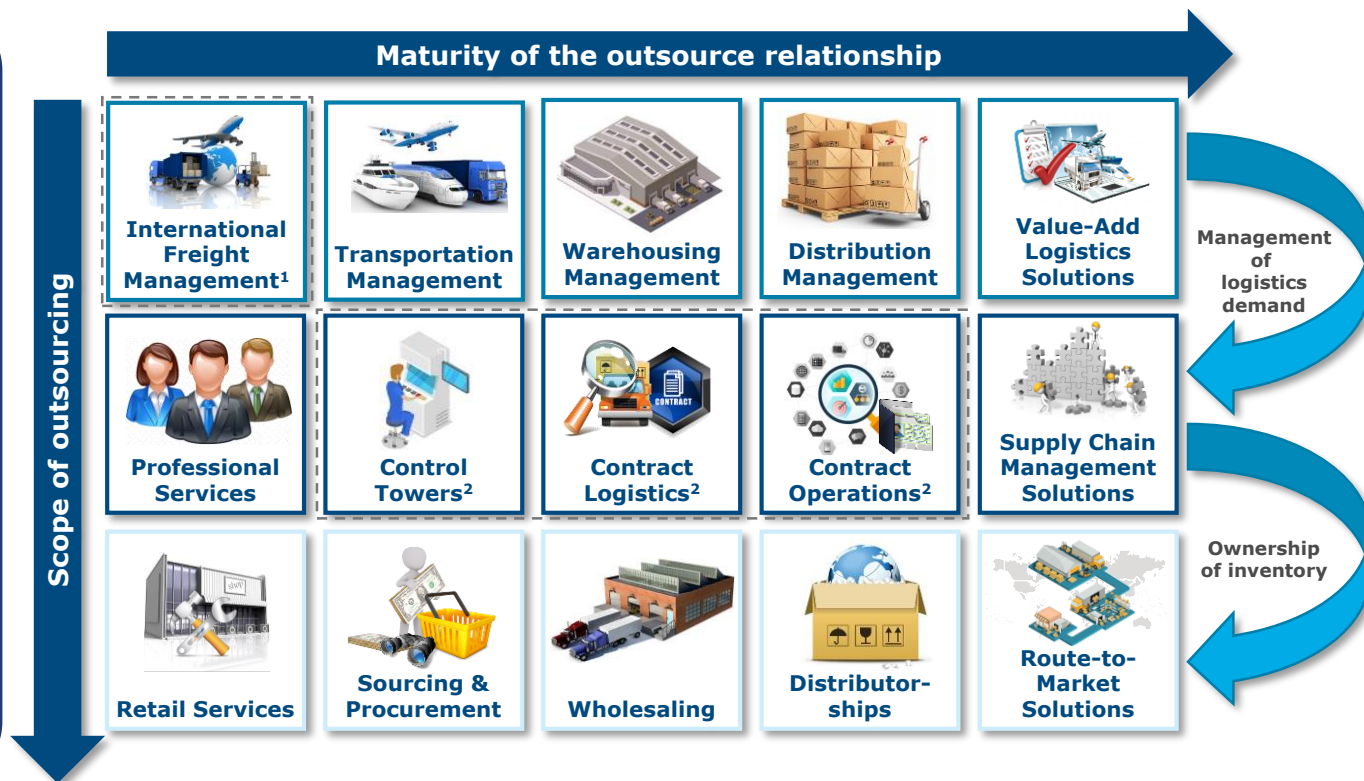 Maturity of the outsource relationship
Scope of outsourcing
International
Freight
Management¹
Transportation
Management
Warehousing
Management
Distribution
Management
Value-Add
Logistics
Solutions
Management
of
logistics
demand
Professional
Services
Control
Towers²
CONTRACT
Contract
Logistics²
Contract
Operations²
Supply Chain
Management
Solutions
Ownership
of inventory
shop
Retail Services
Sourcing &
Procurement
Wholesaling
Distributor-
ships
Route-to-
Market
Solutions